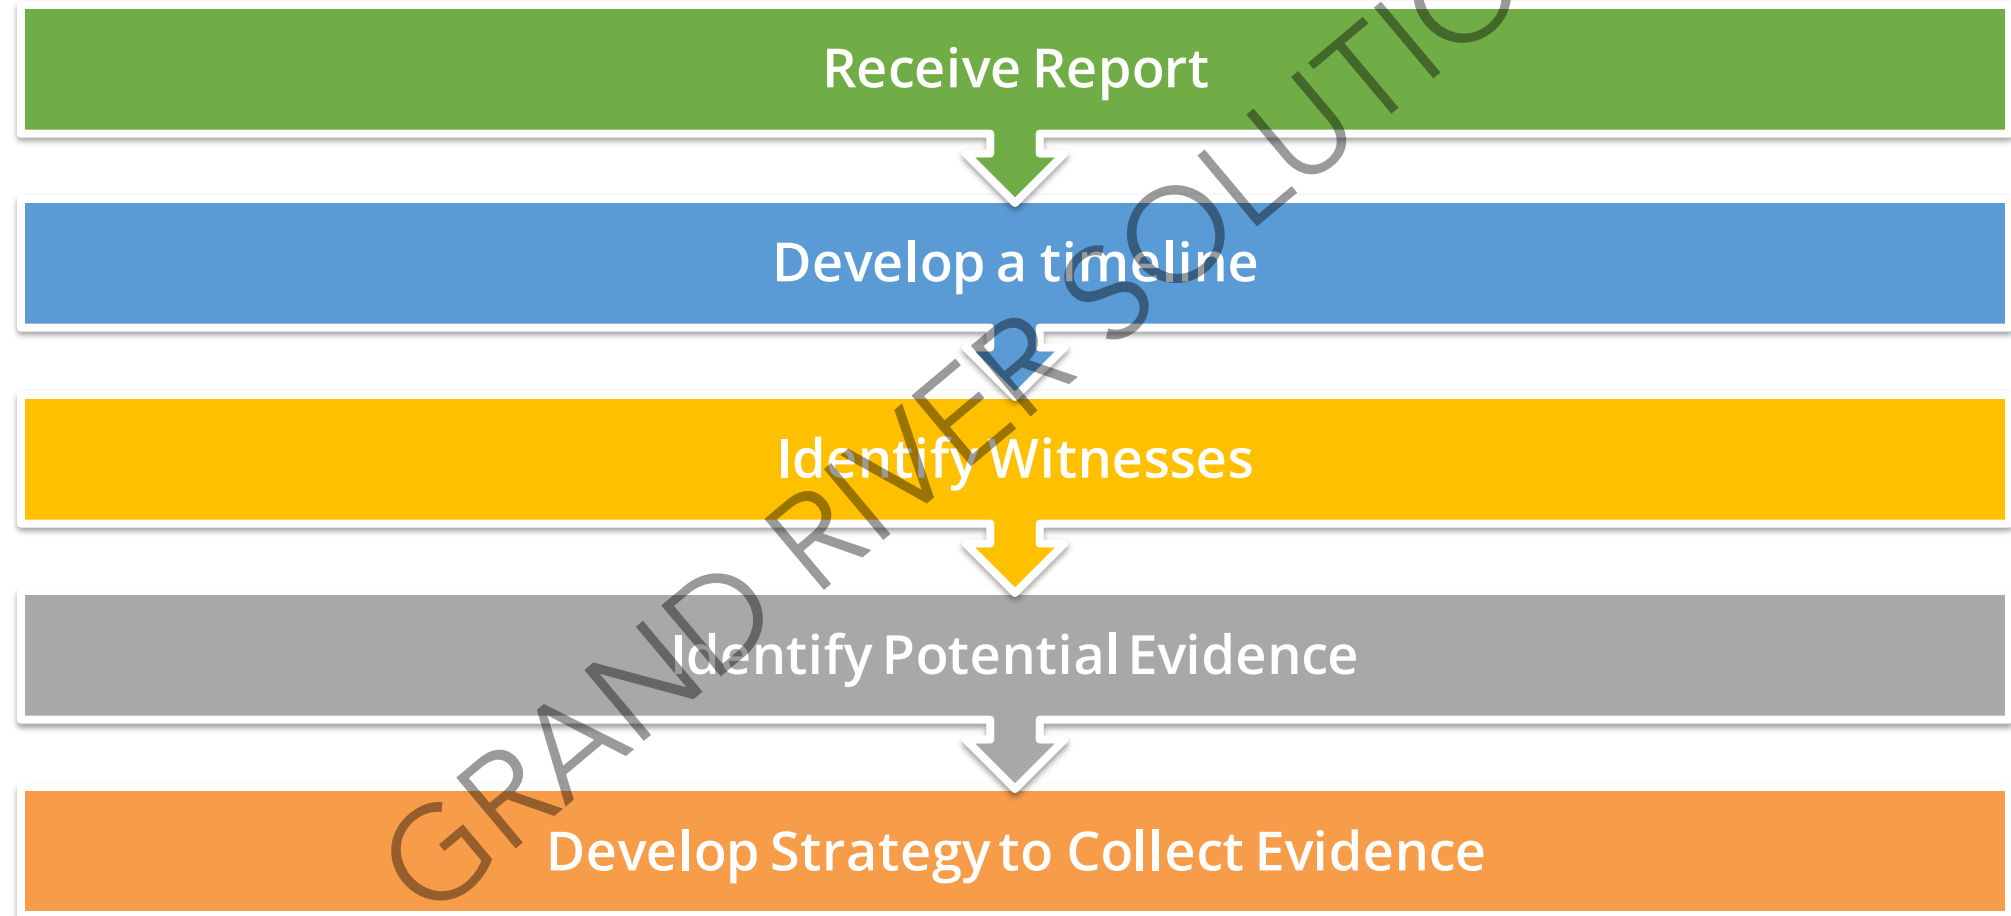 Receive Report
Develop a timeline
Identify Witnesses
Identify Potential Evidence
Develop Strategy to Collect Evidence
GRAND RIVER SOLUTIO